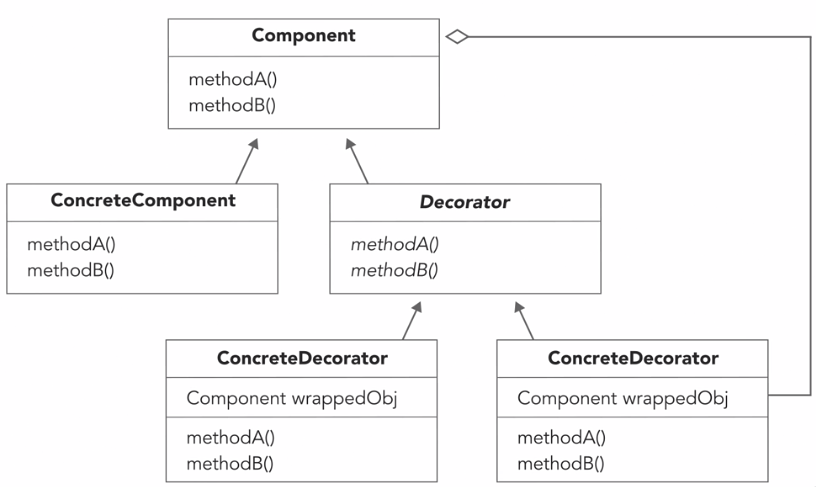 Component
methodA()
methodB()
ConcreteComponent
methodA()
methodB()
Decorator
methodA()
methodB()
ConcreteDecorator
Component wrappedObj
methodA()
methodB()
ConcreteDecorator
Component wrappedObj
methodA()
methodB()